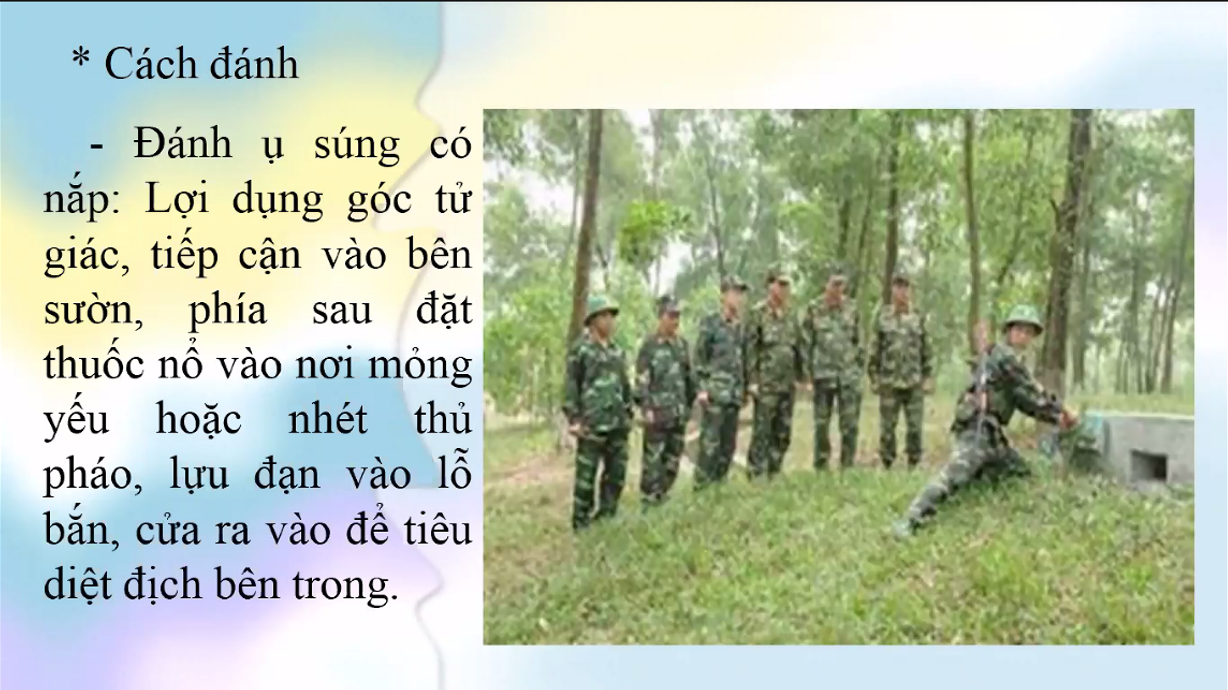 * Cách đánh
- Đánh ụ súng có
nắp: Lợi dụng góc tử
giác, tiếp cận vào bên
sườn, phía sau đặt
thuốc nổ vào nơi mỏng
yếu hoặc nhét thủ
pháo, lựu đạn vào lỗ
bắn, cửa ra vào để tiêu
diệt địch bên trong.